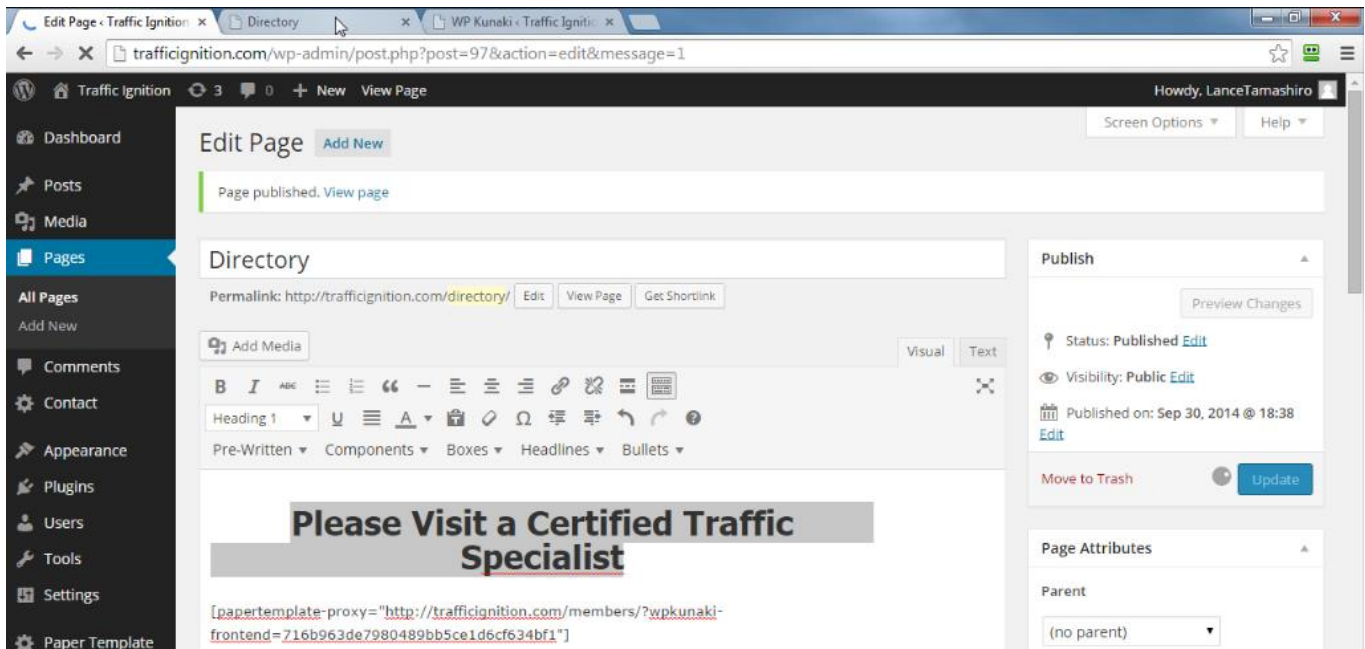 Edit Page ‹ Traffic Ignition
Directory
WP Kunaki ‹ Traffic Ignitio
trafficignition.com/wp-admin/post.php?post=97&action=edit&message=1
Traffic Ignition 3 0 + New View Page
Howdy, LanceTamashiro
Screen Options
Help
Dashboard
Posts
Media
Pages
All Pages
Add New
Comments
Contact
Appearance
Plugins
Users
Tools
Settings
Paper Template
Edit Page Add New
Page published. View page
Directory
Permalink: http://trafficignition.com/directory/ Edit View Page Get Shortlink
Add Media
Visual Text
B I ABC
Heading 1 U A Ω
Pre-Written Components Boxes Headlines Bullets
Please Visit a Certified Traffic
Specialist
[papertemplate-proxy="http://trafficignition.com/members/?wpkunaki-
frontend=716b963de7980489bb5ce1d6cf634bf1"]
Publish
Preview Changes
Status: Published Edit
Visibility: Public Edit
Published on: Sep 30, 2014 @ 18:38
Edit
Move to Trash Update
Page Attributes
Parent
(no parent)